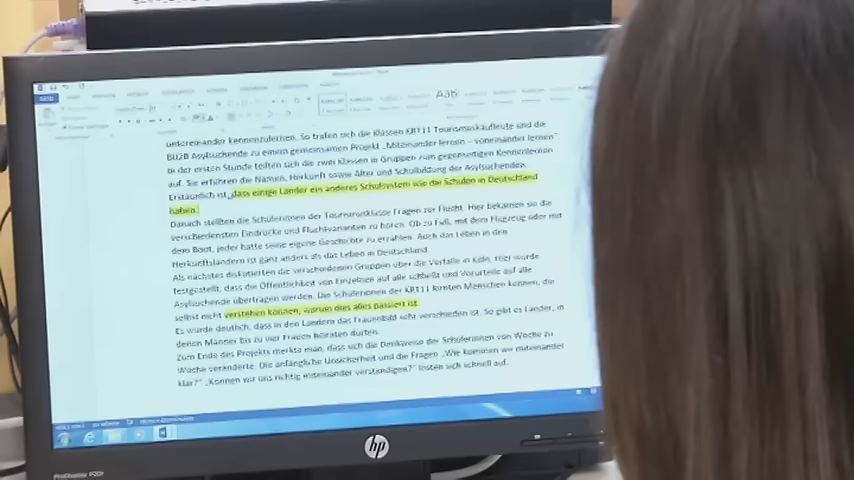 untereinander kennenzulernen. So trafen sich die Klassen KRT11 Tourismuskaufleute und die
BIJ2B Asylsuchende zu einem gemeinsamen Projekt „Miteinander lernen – voneinander lernen".
In der ersten Stunde teilten sich die zwei Klassen in Gruppen zum gegenseitigen Kennenlernen
auf. Sie erfuhren die Namen, Herkunft sowie Alter und Schulbildung der Asylsuchenden.
Erstaunlich ist, dass einige Länder ein anderes Schulsystem wie die Schulen in Deutschland
haben.
Danach stellten die Schülerinnen der Tourismusklasse Fragen zur Flucht. Hier bekamen sie die
verschiedensten Eindrücke und Fluchtvarianten zu hören. Ob zu Fuß, mit dem Flugzeug oder mit
dem Boot, jeder hatte seine eigene Geschichte zu erzählen. Auch das Leben in den
Herkunftsländern ist ganz anders als das Leben in Deutschland.
Als nächstes diskutierten die verschiedenen Gruppen über die Vorfälle in Köln. Hier wurde
festgestellt, dass die Öffentlichkeit von Einzelnen auf alle schließt und Vorurteile auf alle
Asylsuchende übertragen werden. Die Schülerinnen der KRT11 lernten Menschen kennen, die
selbst nicht verstehen können, warum dies alles passiert ist.
Es wurde deutlich, dass in den Ländern das Frauenbild sehr verschieden ist. So gibt es Länder, in
denen Männer bis zu vier Frauen heiraten dürfen.
Zum Ende des Projekts merkte man, dass sich die Denkweise der Schülerinnen von Woche zu
Woche veränderte. Die anfängliche Unsicherheit und die Fragen „Wie kommen wir miteinander
klar?" „Können wir uns richtig miteinander verständigen?" lösten sich schnell auf.
hp
ProDisplay P201